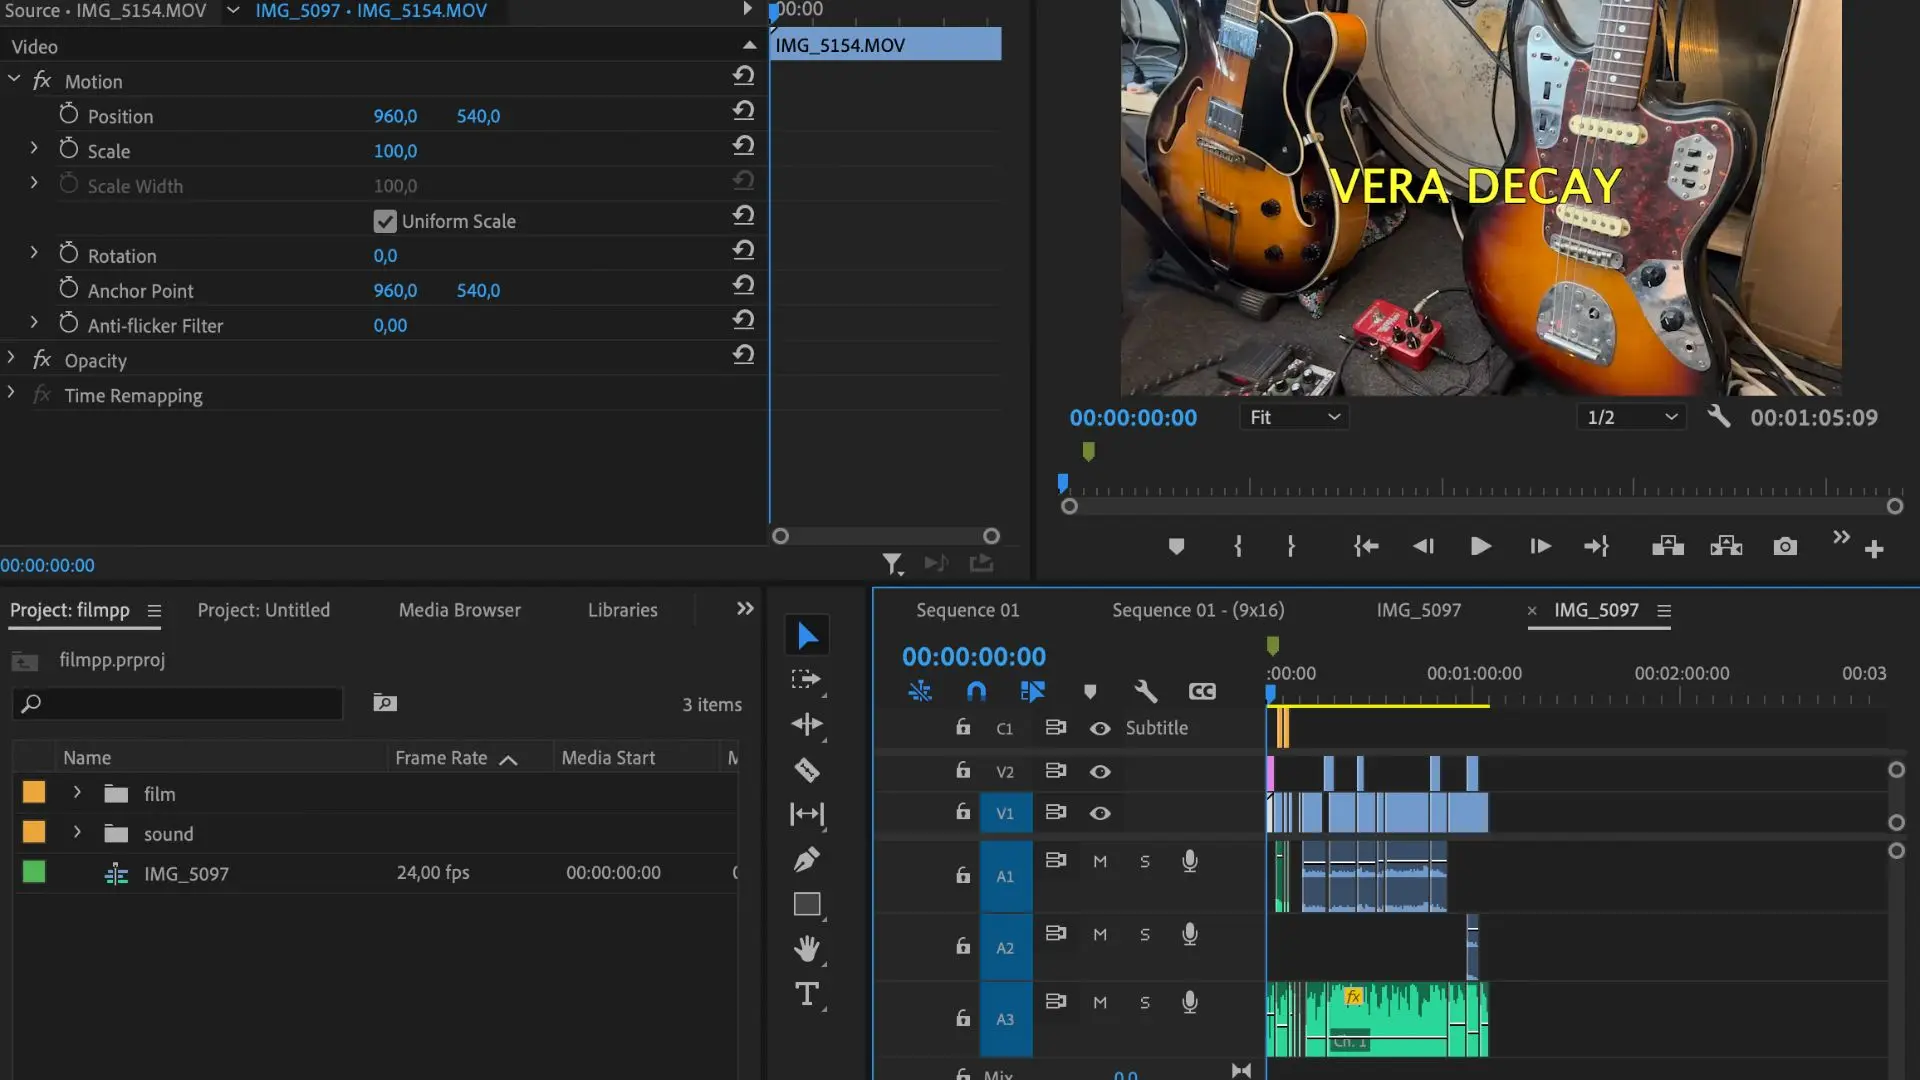 Source • IMG_5154.MOV
IMG_5097 • IMG_5154.MOV
Video
Motion
Position 960,0 540,0
Scale 100,0
Scale Width 100,0
Uniform Scale
Rotation 0,0
Anchor Point 960,0 540,0
Anti-flicker Filter 0,00
fx Opacity
fx Time Remapping
00:00
IMG_5154.MOV
00:00:00:00
VERA DECAY
00:00:00:00
Fit
1/2
00:01:05:09
Project: filmpp
Project: Untitled
Media Browser
Libraries
filmpp.prproj
3 items
Name
Frame Rate
Media Start
film
sound
IMG_5097 24,00 fps 00:00:00:00
Sequence 01
Sequence 01 - (9x16)
IMG_5097
× IMG_5097
00:00:00:00
CC
:00:00
00:01:00:00
00:02:00:00
00:03
C1 Subtitle
V2
V1
A1 M S
A2 M S
A3 M S
fx
Ch. 1
Mix 0,0